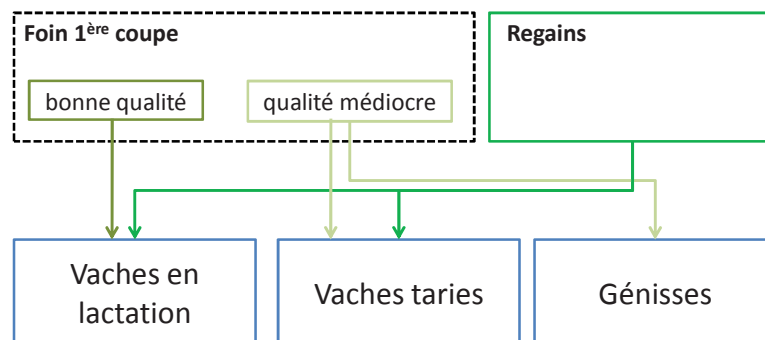 Foin 1ère coupe
Regains
bonne qualité
qualité médiocre
Vaches en
lactation
Vaches taries
Génisses